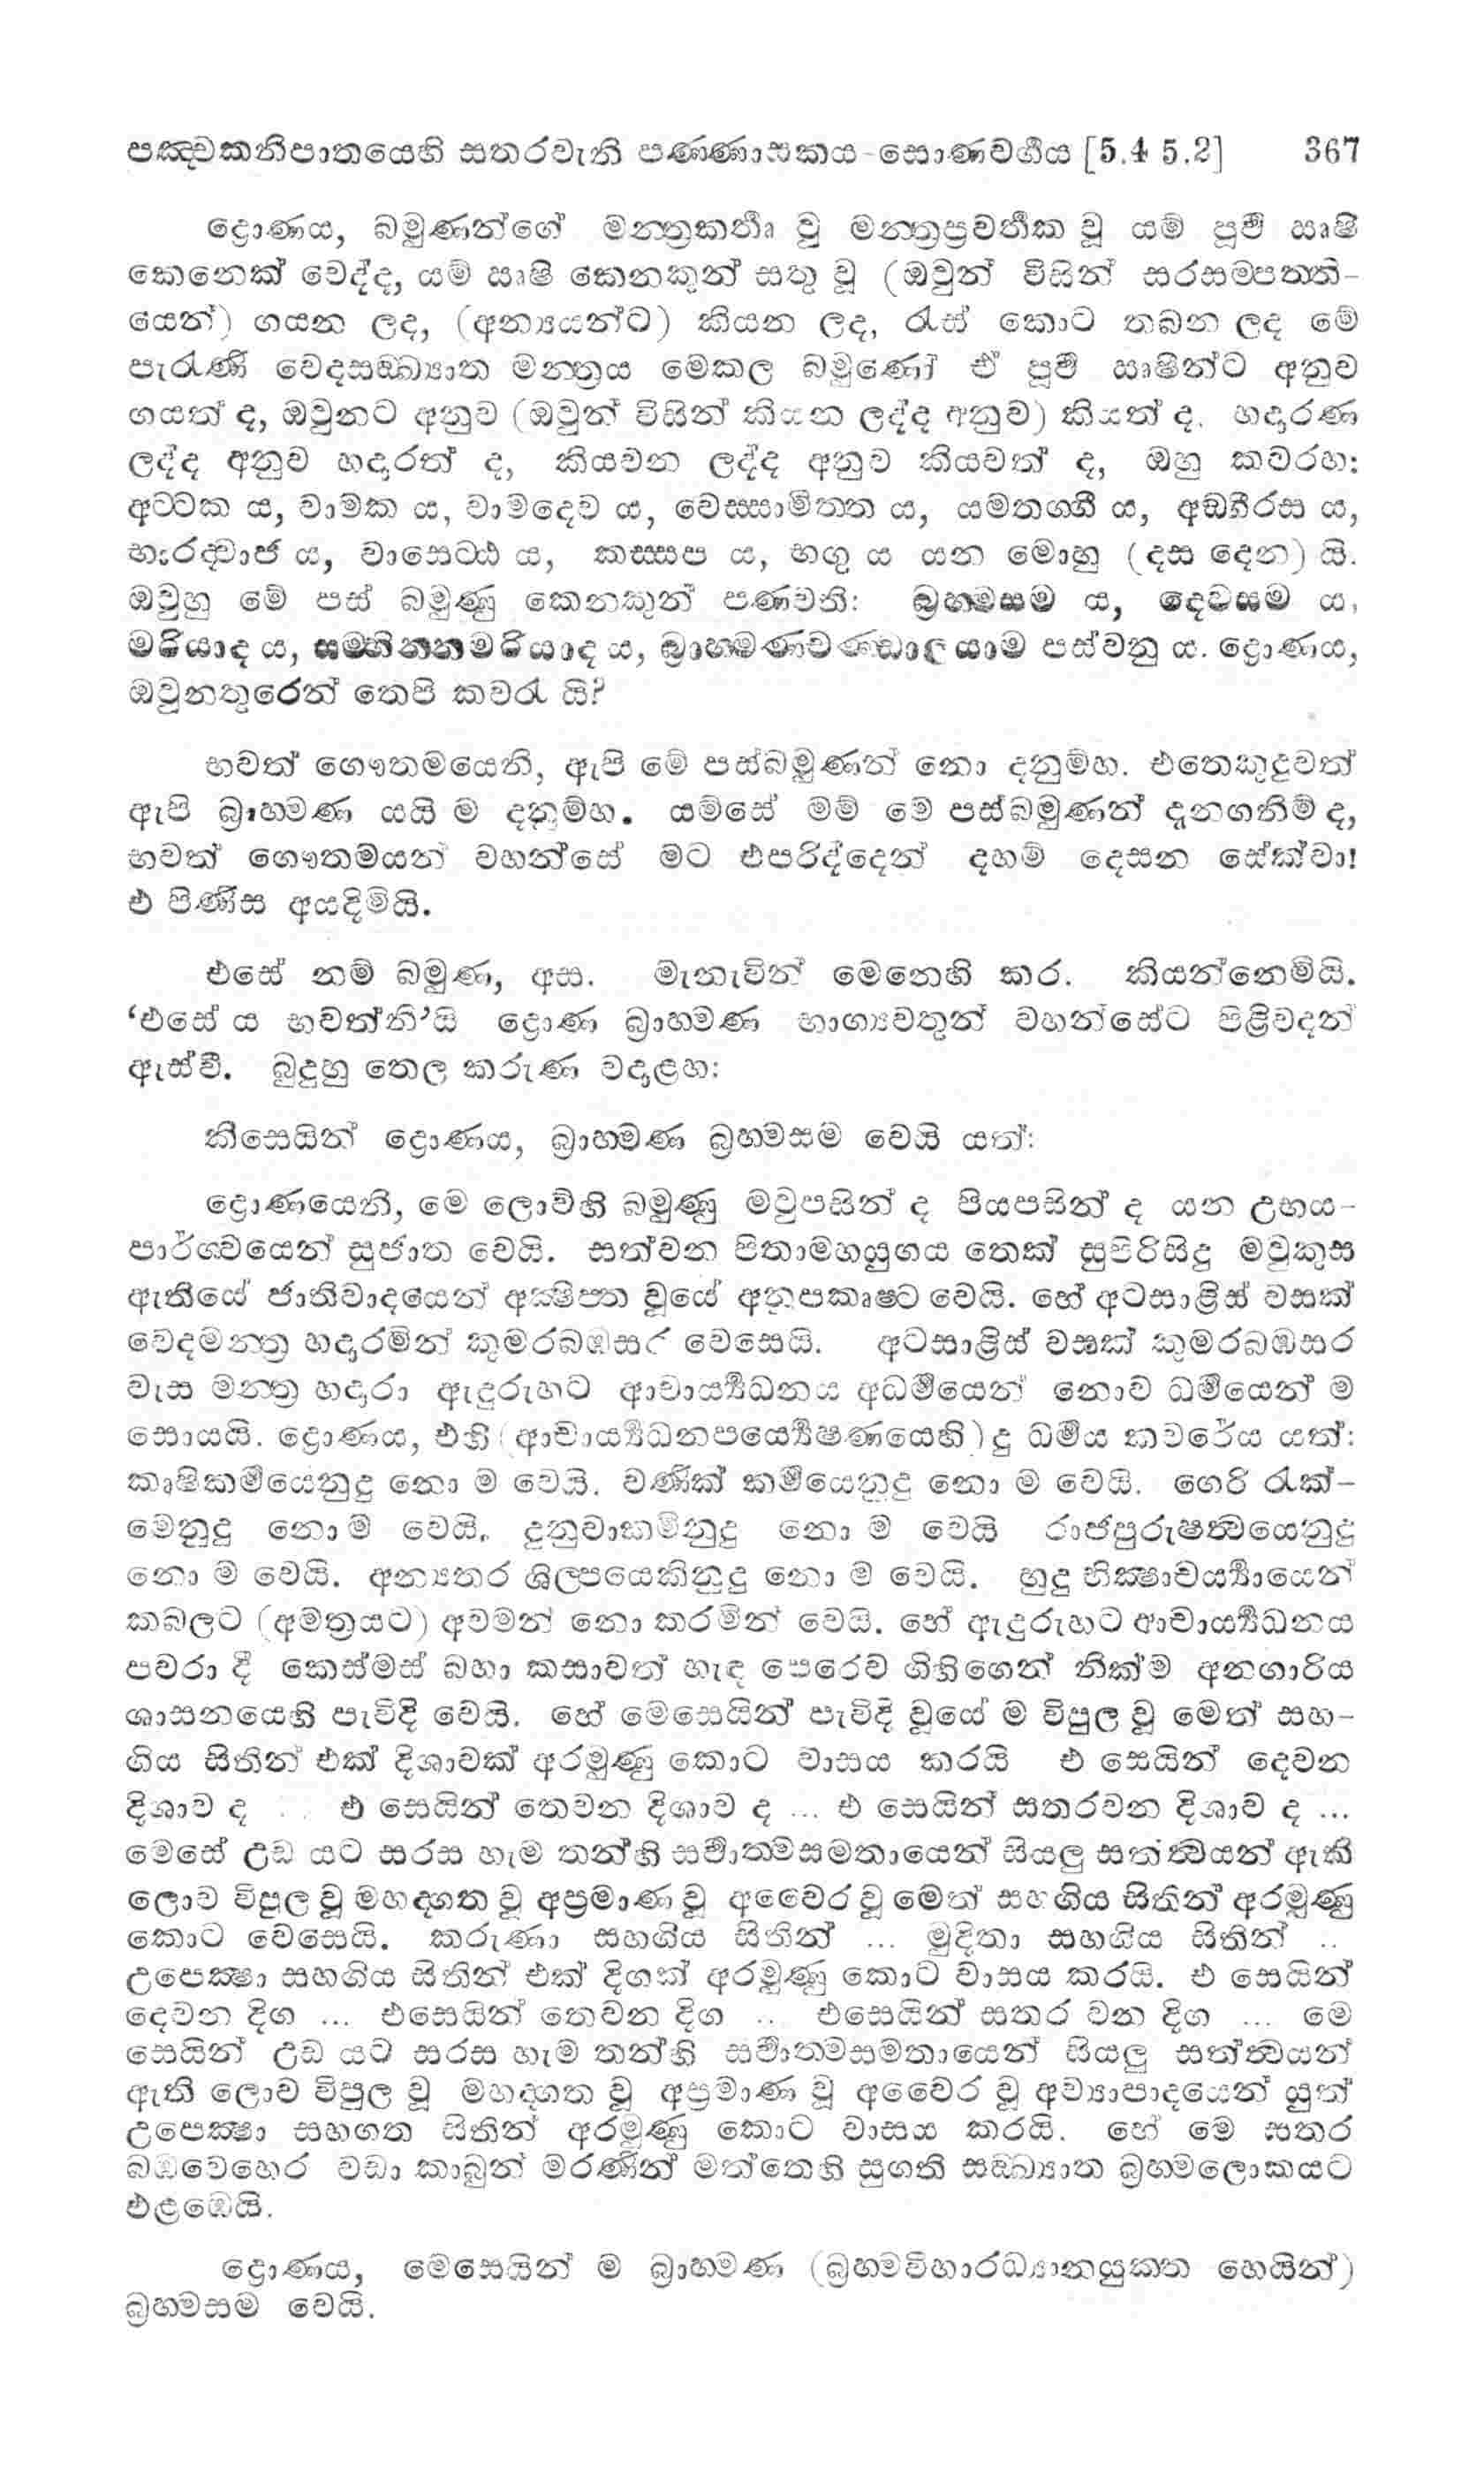 පඤ්චකනිපාතයෙහි සතරවැනි පණ්ණාසකය-සොණවර්ගය [5.4 5.2] 367
ද්‍රොණය, බමුණන්ගේ මන්ත්‍රකර්තෘ වූ මන්ත්‍රප්‍රවර්තක වූ යම් පූර්ව ඍෂි
කෙනෙක් වෙද්ද, යම් ඍෂි කෙනකුන් සතු වූ (ඔවුන් විසින් සරසම්පත්ති-
යෙන්) ගයන ලද, (අන්‍යයන්ට) කියන ලද, රැස් කොට තබන ලද මේ
පැරැණි වෙදසඞ්ඛ්‍යාත මන්ත්‍රය මෙකල බමුණෝ ඒ පූර්ව ඍෂීන්ට අනුව
ගයත් ද, ඔවුනට අනුව (ඔවුන් විසින් කියන ලද්ද අනුව) කියත් ද, හදාරණ
ලද්ද අනුව හදාරත් ද, කියවන ලද්ද අනුව කියවත් ද, ඔහු කවරහ:
අට්ටක ය, වාමක ය, වාමදෙව ය, වෙස්සාමිත්ත ය, යමතග්ගී ය, අඞ්ගීරස ය,
භාරද්වාජ ය, වාසෙට්ඨ ය, කස්සප ය, භගු ය යන මොහු (දස දෙන) යි.
ඔවුහු මේ පස් බමුණු කෙනකුන් පණවති: බ්‍රහ්මසම ය, දෙවසම ය,
මරියාද ය, සම්භින්නමරියාද ය, බ්‍රාහ්මණචණ්ඩාල යාම පස්වනු ය. ද්‍රොණය,
ඔවුනතුරෙන් තෙපි කවරැ යි?
භවත් ගෞතමයෙනි, ඇපි මේ පස්බමුණන් නො දනුම්හ. එතෙකුදුවත්
ඇපි බ්‍රාහ්මණ යයි ම දනුම්හ. යම්සේ මම් මෙ පස්බමුණන් දැනගනිම් ද,
භවත් ගෞතමයන් වහන්සේ මට එපරිද්දෙන් දහම් දෙසන සේක්වා!
එ පිණිස අයදිමියි.
එසේ නම් බමුණ, අස. මැනැවින් මෙනෙහි කර. කියන්නෙමියි.
‘එසේ ය භවත්නි’යි ද්‍රොණ බ්‍රාහ්මණ භාග්‍යවතුන් වහන්සේට පිළිවදන්
ඇස්වී. බුදුහු තෙල කරුණ වදාළහ:
කිසෙයින් ද්‍රොණය, බ්‍රාහ්මණ බ්‍රහ්මසම වෙයි යත්:
ද්‍රොණයෙනි, මෙ ලොව්හි බමුණු මවුපසින් ද පියපසින් ද යන උභය-
පාර්ශ්වයෙන් සුජාත වෙයි. සත්වන පිතාමහයුගය තෙක් සුපිරිසිදු මවුකුස
ඇතියේ ජාතිවාදයෙන් අක්ෂිප්ත වූයේ අනුපකෘෂ්ට වෙයි. හේ අටසාළිස් වසක්
වෙදමන්ත්‍ර හදාරමින් කුමරබඹසර වෙසෙයි. අටසාළිස් වසක් කුමරබඹසර
වැස මන්ත්‍ර හදාරා ඇදුරුහට ආචාර්‍ය්‍යධනය අධර්මයෙන් නොව ධර්මයෙන් ම
සොයයි. ද්‍රොණය, එහි (ආචාර්‍ය්‍යධනපර්‍ය්‍යෙෂණයෙහි) දු ධර්මය කවරේය යත්:
කෘෂිකර්මයෙනුදු නො ම වෙයි. වණික් කර්මයෙනුදු නො ම වෙයි. ගෙරි රැක්-
මෙනුදු නො ම වෙයි. දුනුවාකමිනුදු නො ම වෙයි රාජපුරුෂත්‍වයෙනුදු
නො ම වෙයි. අන්‍යතර ශිල්පයෙකිනුදු නො ම වෙයි. හුදු භික්ෂාචර්‍ය්‍යායෙන්
කබලට (අමත්‍රයට) අවමන් නො කරමින් වෙයි. හේ ඇදුරුහට ආචාර්‍ය්‍යධනය
පවරා දී කෙස්මස් බහා කසාවත් හැඳ පෙරෙව ගිහිගෙන් නික්ම අනගාරිය
ශාසනයෙහි පැවිදි වෙයි. හේ මෙසෙයින් පැවිදි වූයේ ම විපුල වූ මෙත් සහ-
ගිය සිතින් එක් දිශාවක් අරමුණු කොට වාසය කරයි එ සෙයින් දෙවන
දිශාව ද ... එ සෙයින් තෙවන දිශාව ද ... එ සෙයින් සතරවන දිශාව ද ...
මෙසේ උඩ යට සරස හැම තන්හි සර්වාත්මසමතායෙන් සියලු සත්ත්‍වයන් ඇති
ලොව විපුල වූ මහද්ගත වූ අප්‍රමාණ වූ අවෛර වූ මෙත් සහගිය සිතින් අරමුණු
කොට වෙසෙයි. කරුණා සහගිය සිතින් ... මුදිතා සහගිය සිතින් ..
උපෙක්ෂා සහගිය සිතින් එක් දිගක් අරමුණු කොට වාසය කරයි. එ සෙයින්
දෙවන දිග ... එසෙයින් තෙවන දිග .. එසෙයින් සතර වන දිග ... මෙ
සෙයින් උඩ යට සරස හැම තන්හි සර්වාත්මසමතායෙන් සියලු සත්ත්‍වයන්
ඇති ලොව විපුල වූ මහද්ගත වූ අප්‍රමාණ වූ අවෛර වූ අව්‍යාපාදයෙන් යුත්
උපෙක්ෂා සහගත සිතින් අරමුණු කොට වාසය කරයි. හේ මෙ සතර
බඹවෙහෙර වඩා කාබුන් මරණින් මත්තෙහි සුගති සඞ්ඛ්‍යාත බ්‍රහ්මලොකයට
එළඹෙයි.
ද්‍රොණය, මෙසෙයින් ම බ්‍රාහ්මණ (බ්‍රහ්මවිහාරධ්‍යානයුක්ත හෙයින්)
බ්‍රහ්මසම වෙයි.